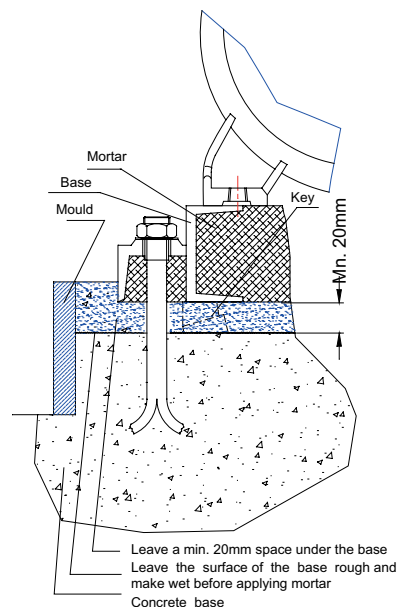 Mortar
Base
Mould
Key
Mn. 20mm
Leave a min. 20mm space under the base
Leave the surface of the base rough and
make wet before applying mortar
Concrete base